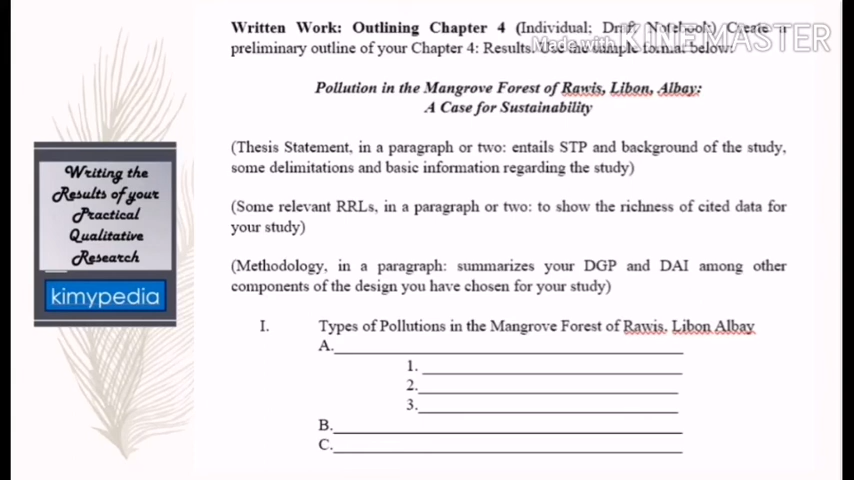 Written Work: Outlining Chapter 4 (Individual; Draft Notebook) Create a
preliminary outline of your Chapter 4: Results. Use the sample format below:
Made with KINEMASTER
Pollution in the Mangrove Forest of Rawis, Libon, Albay:
A Case for Sustainability
(Thesis Statement, in a paragraph or two: entails STP and background of the study,
some delimitations and basic information regarding the study)
(Some relevant RRLs, in a paragraph or two: to show the richness of cited data for
your study)
(Methodology, in a paragraph: summarizes your DGP and DAI among other
components of the design you have chosen for your study)
I. Types of Pollutions in the Mangrove Forest of Rawis. Libon Albay
A.
1.
2.
3.
B.
C.
Writing the
Results of your
Practical
Qualitative
Research
kimypedia